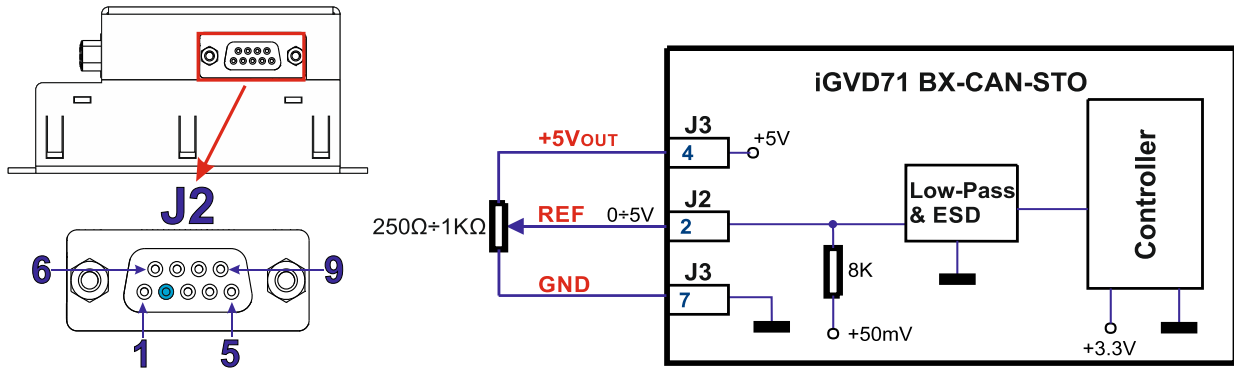 J2
6
9
1
5
iGVD71 BX-CAN-STO
+5VOUT
J3
4
+5V
250Ω÷1KΩ
REF
0÷5V
J2
2
Low-Pass
& ESD
Controller
8K
+50mV
GND
J3
7
+3.3V